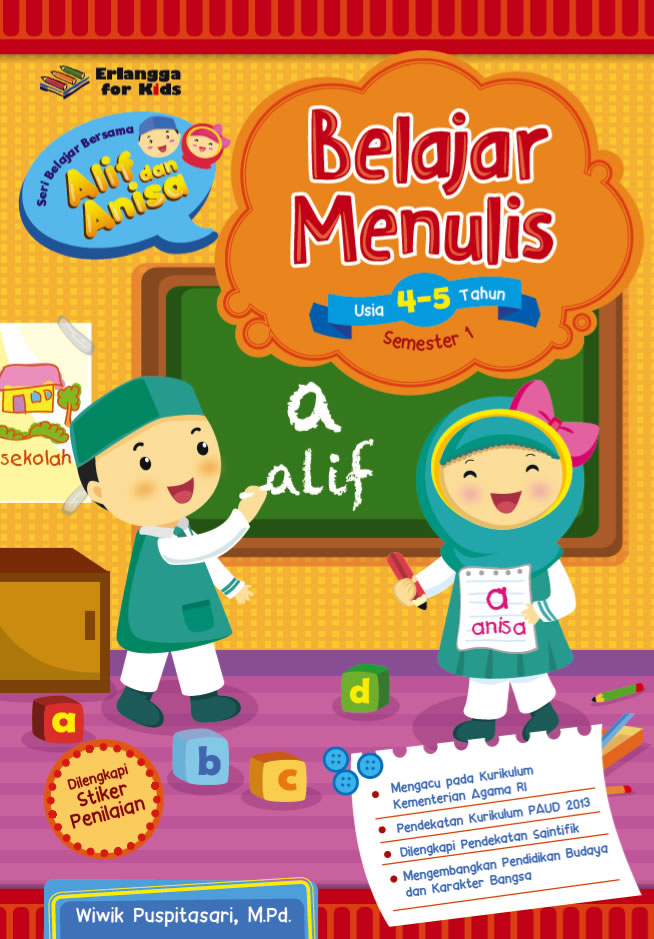 Erlangga
for Kids
Seri Belajar Bersama
Alif dan
Anisa
Belajar
Menulis
Usia 4-5 Tahun
Semester 1
sekolah
a
alif
a
anisa
a
b
c
d
Dilengkapi
Stiker
Penilaian
Mengacu pada Kurikulum
Kementerian Agama RI
Pendekatan Kurikulum PAUD 2013
Dilengkapi Pendekatan Saintifik
Mengembangkan Pendidikan Budaya
dan Karakter Bangsa
Wiwik Puspitasari, M.Pd.